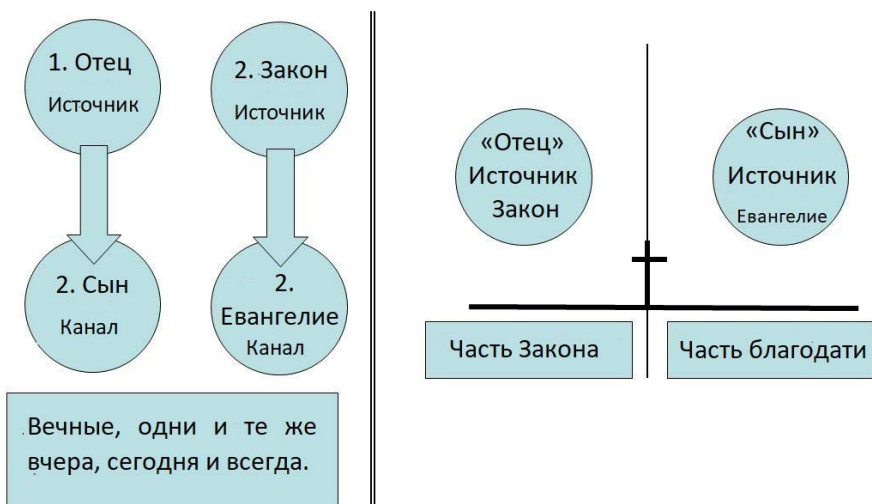 1. Отец
Источник
2. Закон
Источник
2. Сын
Канал
2.
Евангелие
Канал
Вечные, одни и те же
вчера, сегодня и всегда.
«Отец»
Источник
Закон
«Сын»
Источник
Евангелие
Часть Закона
Часть благодати